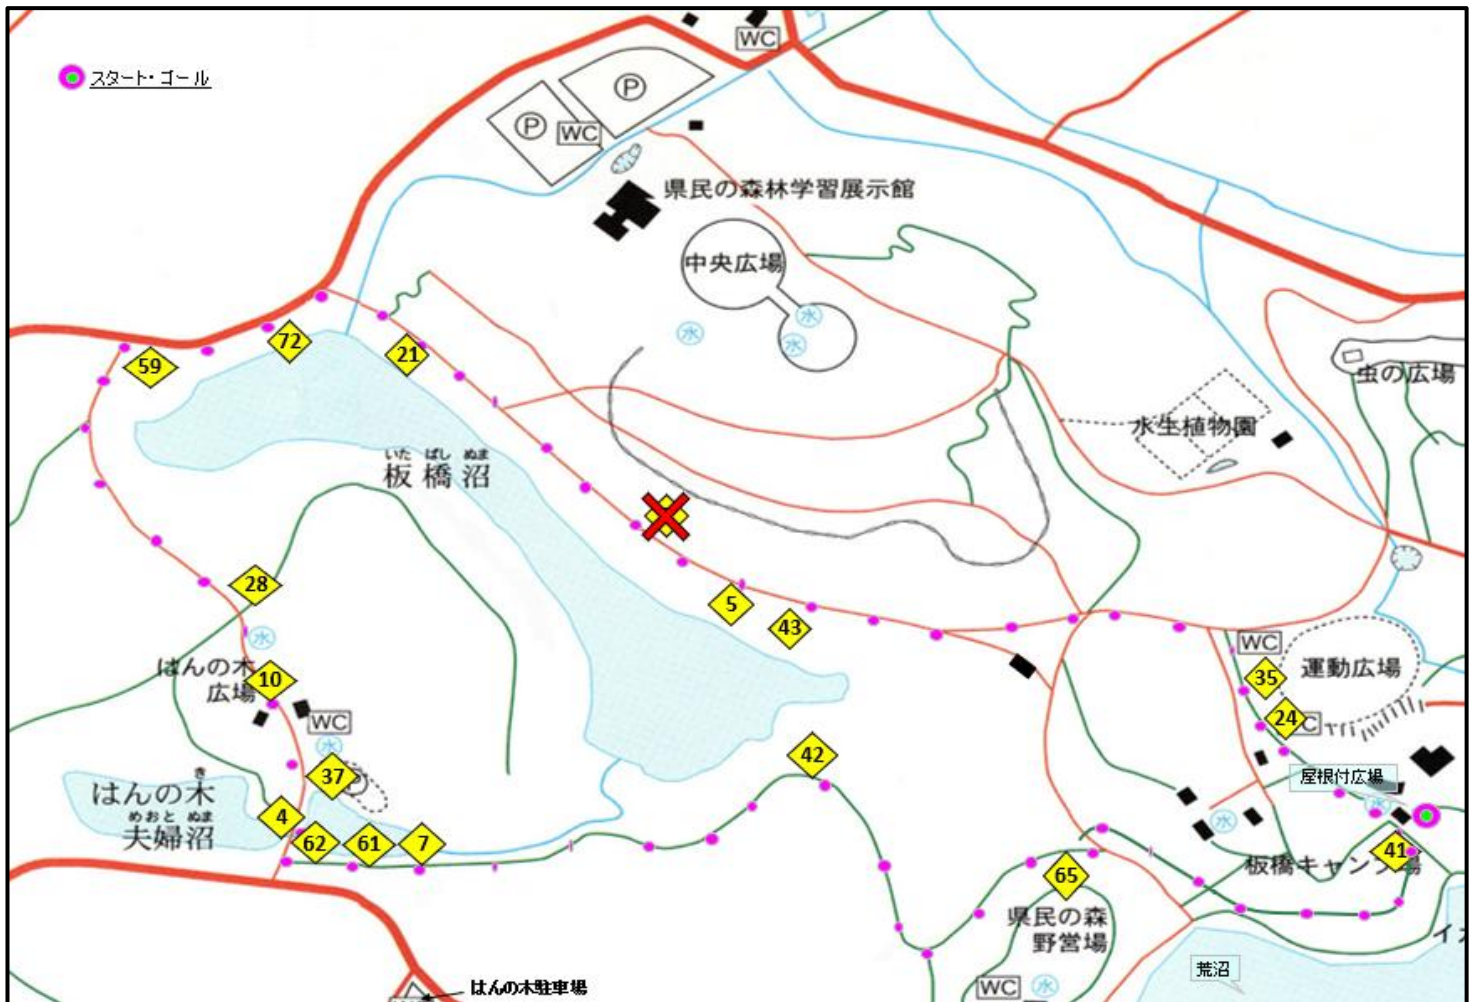 WC
スタート・ゴール
P
P
WC
県民の森林学習展示館
中央広場
水
水
水
72
59
21
虫の広場
水生植物園
いた ばし ぬま
板橋沼
28
5
43
水
はんの木
広場
10
WC
35
運動広場
24
WC
水
42
37
P
屋根付広場
き
はんの木
めおと ぬま
夫婦沼
4
62
61
7
水
水
41
板橋キャンプ場
65
県民の森
野営場
荒沼
はんの木駐車場
WC
水